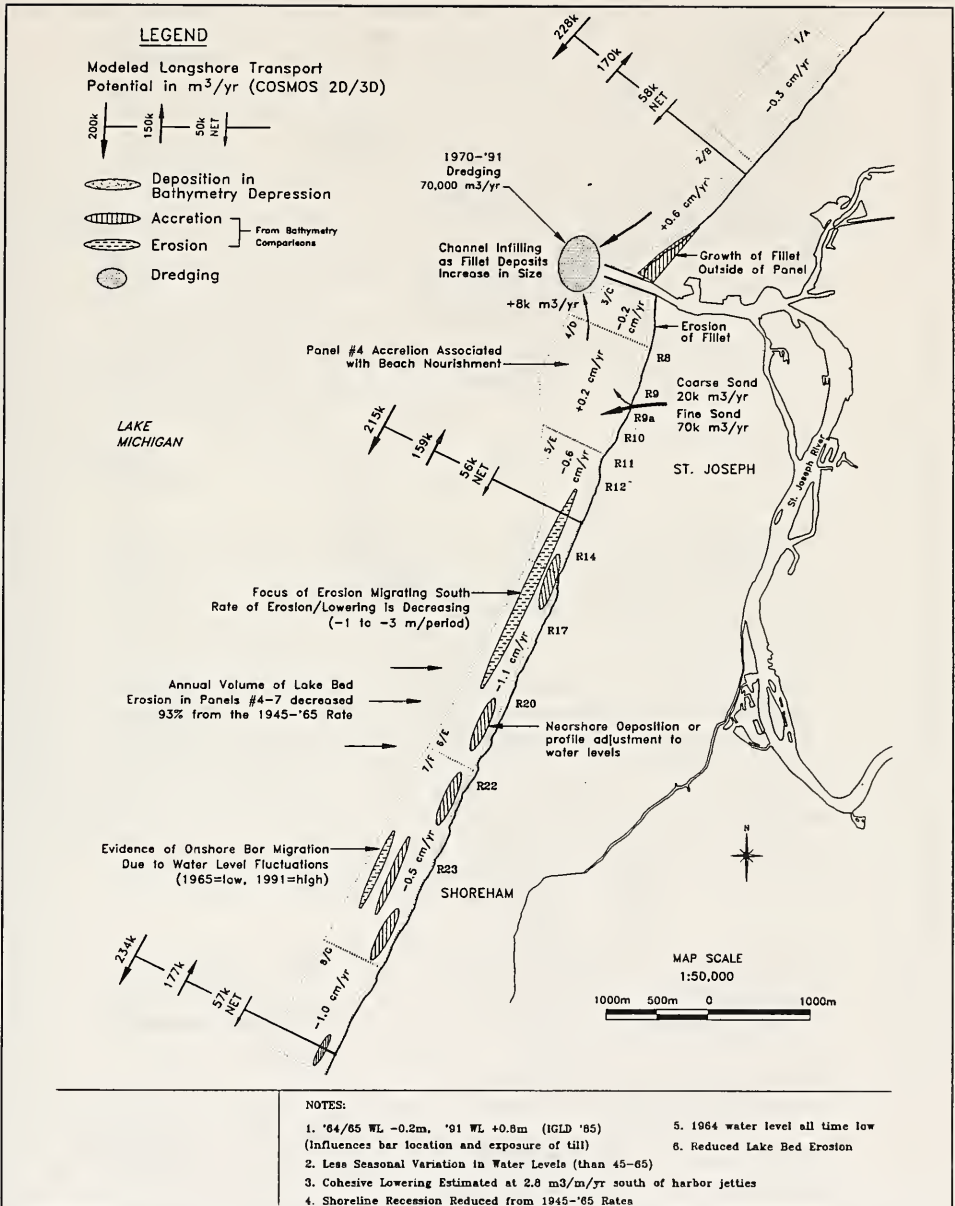 LEGEND
Modeled Longshore Transport
Potential in m3/yr (COSMOS 2D/3D)
200k
150k
50k
NET
Deposition in
Bathymetry Depression
Accretion
Erosion
From Bathymetry
Comparisons
Dredging
228k
170k
58k
NET
1/A
-0.3 cm/yr
2/B
+0.6 cm/yr
1970-'91
Dredging
70,000 m3/yr
Channel Infilling
as Fillet Deposits
Increase in Size
Growth of Fillet
Outside of Panel
+8k m3/yr
3/C
-0.2
cm/yr
4/D
Erosion
of Fillet
Panel #4 Accretion Associated
with Beach Nourishment
+0.2 cm/yr
R8
R9
R9a
R10
Coarse Sand
20k m3/yr
Fine Sand
70k m3/yr
LAKE
MICHIGAN
215k
159k
56k
NET
5/E
-0.6
cm/yr
R11
R12
ST. JOSEPH
St. Joseph River
R14
Focus of Erosion Migrating South
Rate of Erosion/Lowering is Decreasing
(-1 to -3 m/period)
R17
-1.1 cm/yr
Annual Volume of Lake Bed
Erosion in Panels #4-7 decreased
93% from the 1945-'65 Rate
R20
Nearshore Deposition or
profile adjustment to
water levels
6/E
7/F
R22
N
Evidence of Onshore Bar Migration
Due to Water Level Fluctuations
(1965=low, 1991=high)
R23
-0.5 cm/yr
SHOREHAM
234k
177k
57k
NET
8/G
-1.0 cm/yr
MAP SCALE
1:50,000
1000m 500m 0 1000m
NOTES:
1. '64/65 WL -0.2m, '91 WL +0.6m (IGLD '85)
(Influences bar location and exposure of till)
2. Less Seasonal Variation in Water Levels (than 45-65)
3. Cohesive Lowering Estimated at 2.8 m3/m/yr south of harbor jetties
4. Shoreline Recession Reduced from 1945-'65 Rates
5. 1964 water level all time low
6. Reduced Lake Bed Erosion